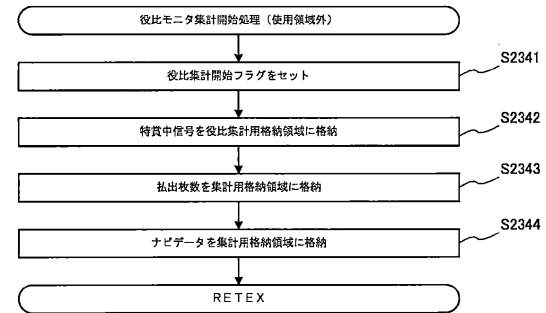 役比モニタ集計開始処理（使用領域外）
S2341
役比集計開始フラグをセット
S2342
特賞中信号を役比集計用格納領域に格納
S2343
払出枚数を集計用格納領域に格納
S2344
ナビデータを集計用格納領域に格納
RETEX